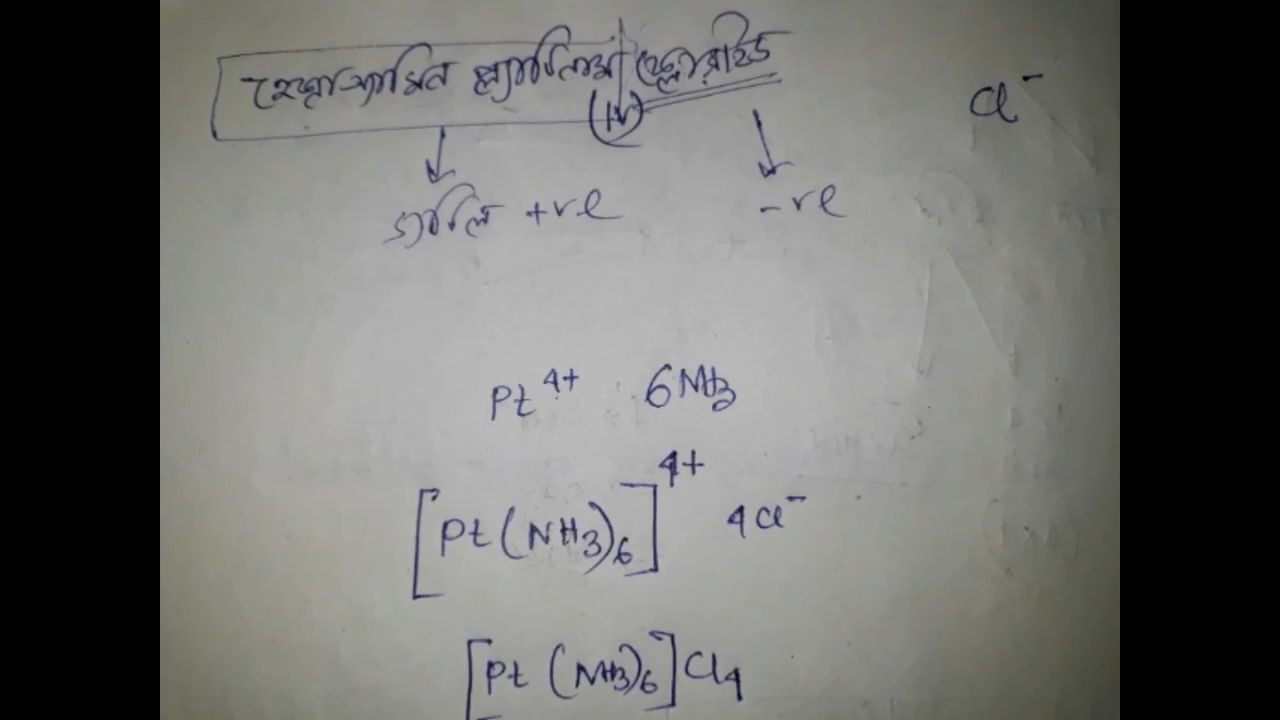 হেক্সাঅ্যামিন প্ল্যাটিনাম (IV) ক্লোরাইড
Cl⁻
+ve
-ve
Pt⁴⁺ 6NH₃
[Pt(NH₃)₆]⁴⁺ 4Cl⁻
[Pt(NH₃)₆]Cl₄